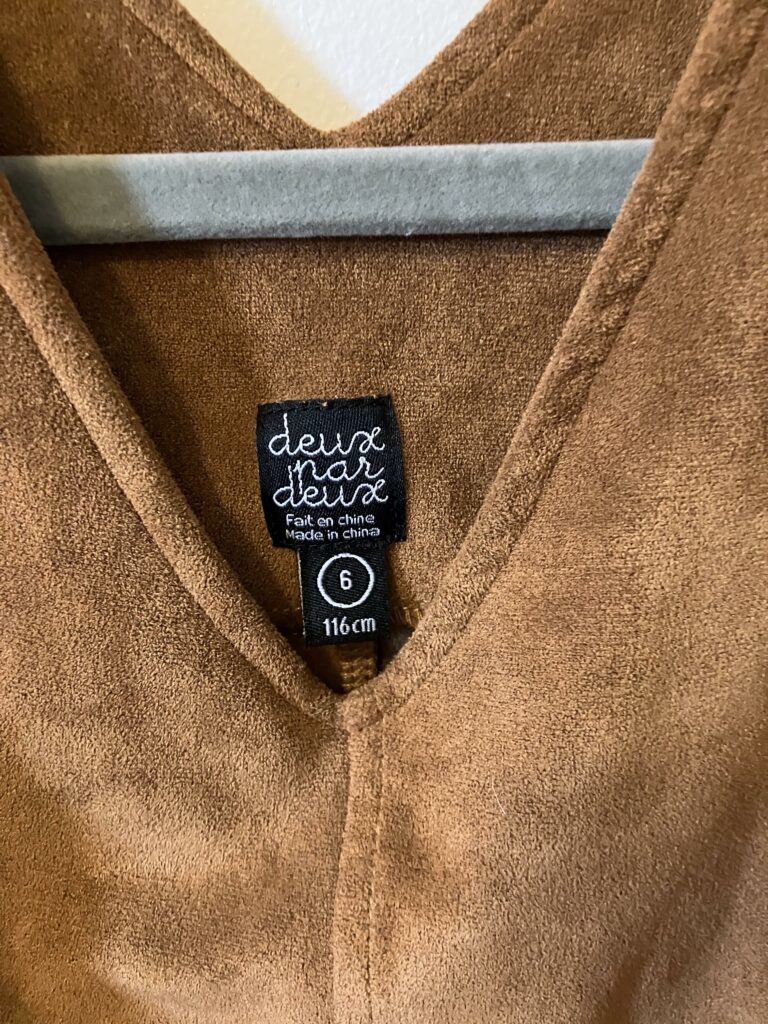 deux
par
deux
Fait en chine
Made in china
6
116cm